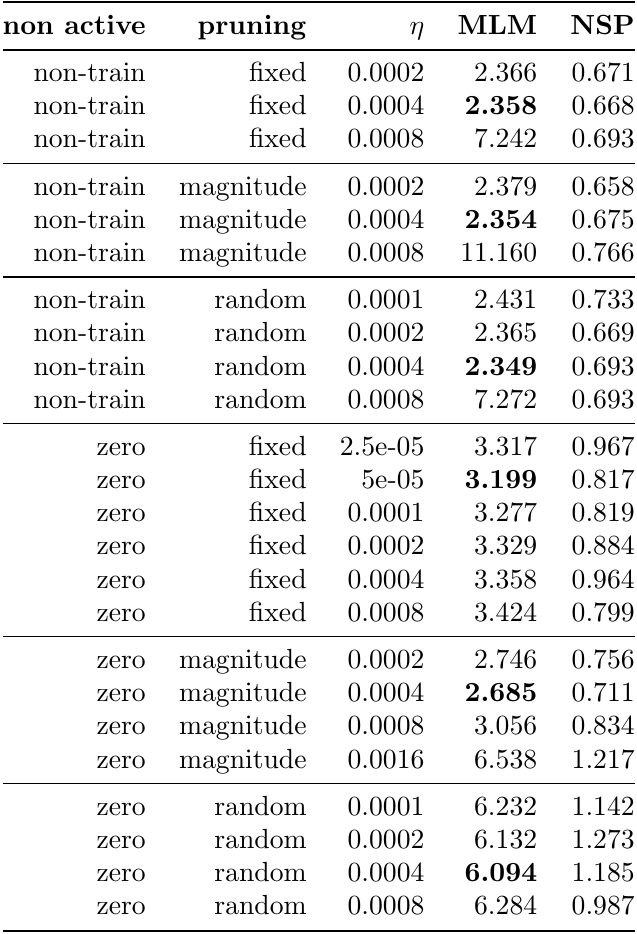 non active pruning η MLM NSP
non-train fixed 0.0002 2.366 0.671
non-train fixed 0.0004 2.358 0.668
non-train fixed 0.0008 7.242 0.693
non-train magnitude 0.0002 2.379 0.658
non-train magnitude 0.0004 2.354 0.675
non-train magnitude 0.0008 11.160 0.766
non-train random 0.0001 2.431 0.733
non-train random 0.0002 2.365 0.669
non-train random 0.0004 2.349 0.693
non-train random 0.0008 7.272 0.693
zero fixed 2.5e-05 3.317 0.967
zero fixed 5e-05 3.199 0.817
zero fixed 0.0001 3.277 0.819
zero fixed 0.0002 3.329 0.884
zero fixed 0.0004 3.358 0.964
zero fixed 0.0008 3.424 0.799
zero magnitude 0.0002 2.746 0.756
zero magnitude 0.0004 2.685 0.711
zero magnitude 0.0008 3.056 0.834
zero magnitude 0.0016 6.538 1.217
zero random 0.0001 6.232 1.142
zero random 0.0002 6.132 1.273
zero random 0.0004 6.094 1.185
zero random 0.0008 6.284 0.987